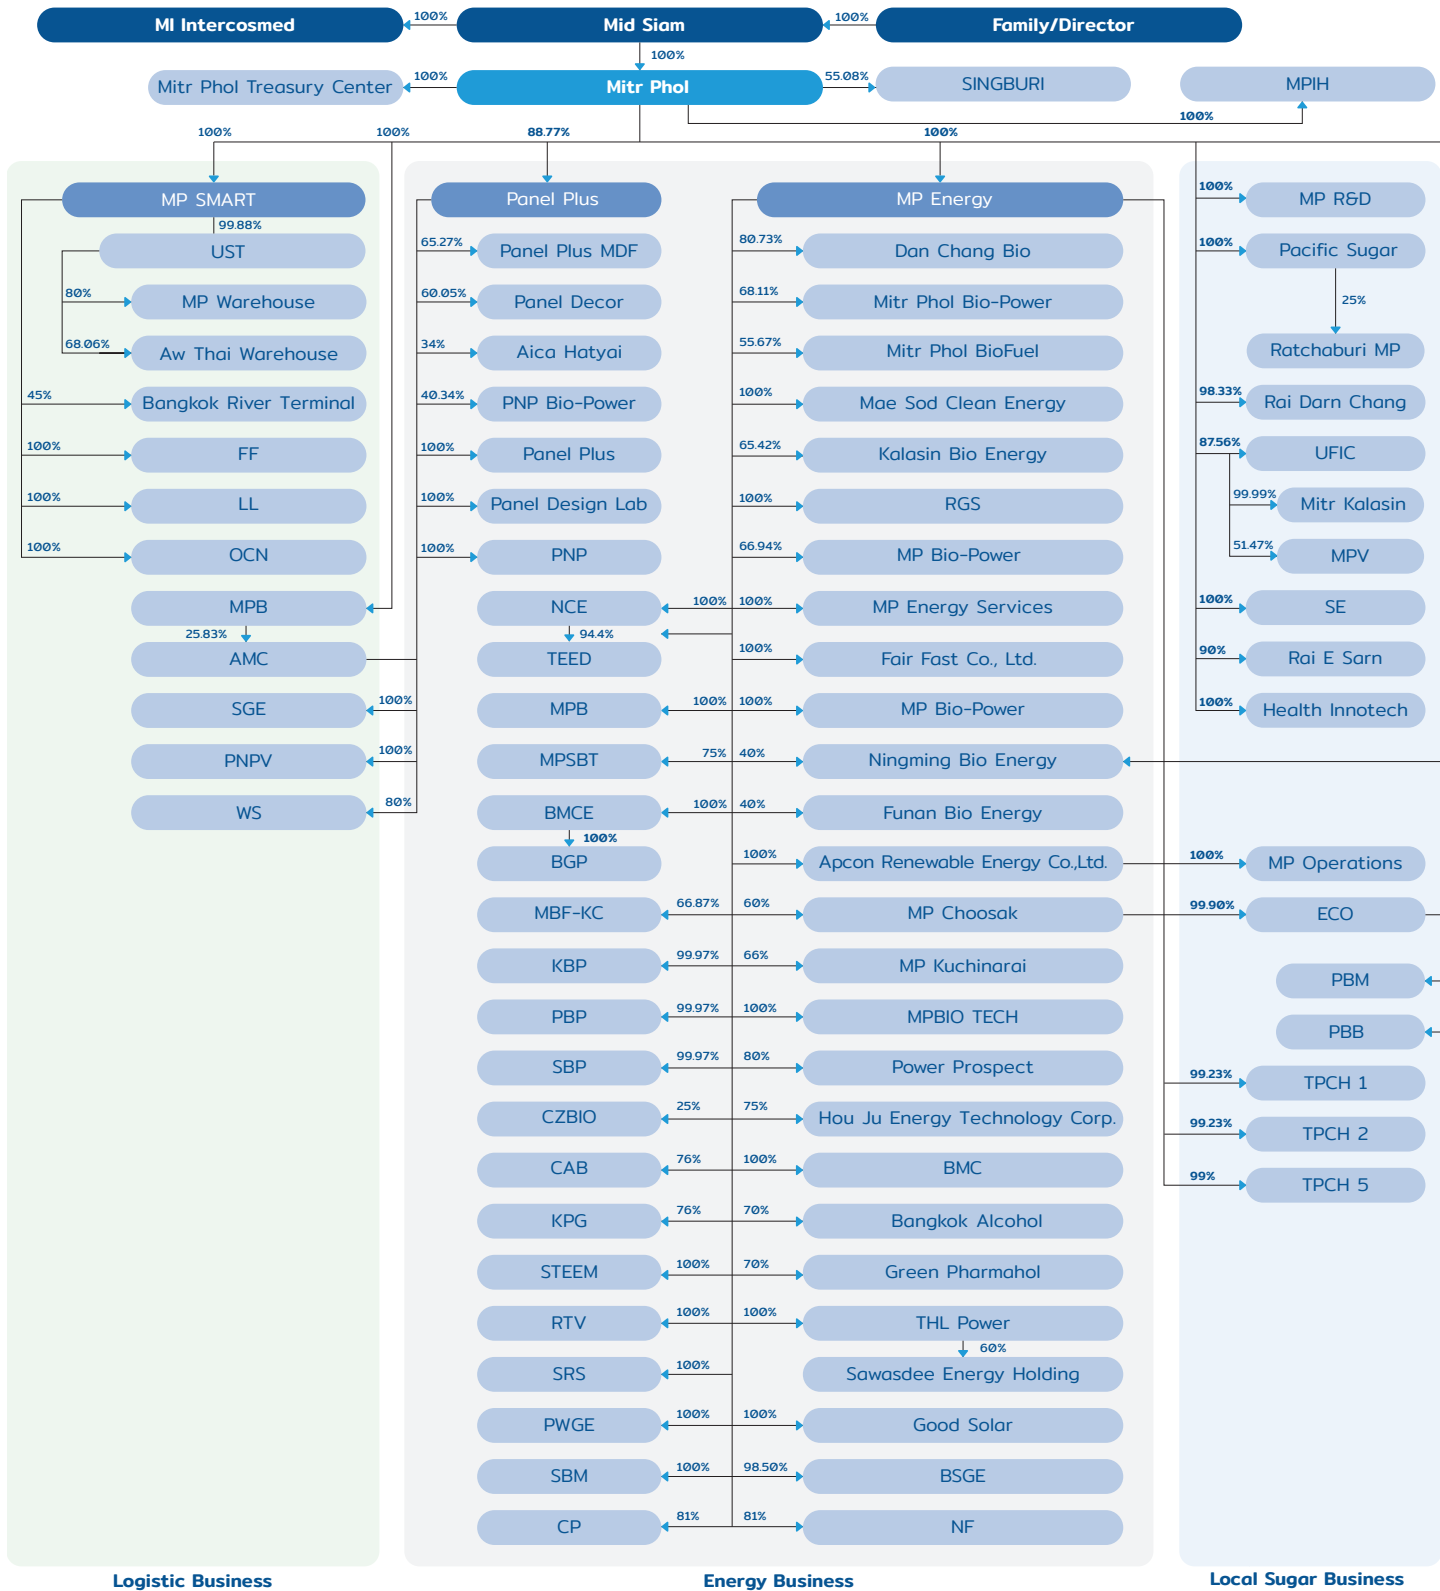 100%
100%
MI Intercosmed
Mid Siam
Family/Director
100%
Mitr Phol Treasury Center
100%
Mitr Phol
55.08%
SINGBURI
MPIH
100%
100%
100%
88.77%
100%
MP SMART
Panel Plus
MP Energy
100%
MP R&D
99.88%
UST
65.27%
Panel Plus MDF
80.73%
Dan Chang Bio
100%
Pacific Sugar
80%
MP Warehouse
60.05%
Panel Decor
68.11%
Mitr Phol Bio-Power
25%
68.06%
Aw Thai Warehouse
34%
Aica Hatyai
55.67%
Mitr Phol BioFuel
Ratchaburi MP
45%
Bangkok River Terminal
40.34%
PNP Bio-Power
100%
Mae Sod Clean Energy
98.33%
Rai Darn Chang
100%
FF
100%
Panel Plus
65.42%
Kalasin Bio Energy
87.56%
UFIC
100%
LL
100%
Panel Design Lab
100%
RGS
99.99%
Mitr Kalasin
100%
OCN
100%
PNP
66.94%
MP Bio-Power
51.47%
MPV
MPB
NCE
100%
100%
MP Energy Services
100%
SE
25.83%
94.4%
AMC
TEED
100%
Fair Fast Co., Ltd.
90%
Rai E Sarn
SGE
100%
MPB
100%
100%
MP Bio-Power
100%
Health Innotech
PNPV
100%
MPSBT
75%
40%
Ningming Bio Energy
WS
80%
BMCE
100%
40%
Funan Bio Energy
100%
BGP
100%
Apcon Renewable Energy Co.,Ltd.
100%
MP Operations
MBF-KC
66.87%
60%
MP Choosak
99.90%
ECO
KBP
99.97%
66%
MP Kuchinarai
PBM
PBP
99.97%
100%
MPBIO TECH
PBB
SBP
99.97%
80%
Power Prospect
99.23%
TPCH 1
CZBIO
25%
75%
Hou Ju Energy Technology Corp.
99.23%
TPCH 2
CAB
76%
100%
BMC
99%
TPCH 5
KPG
76%
70%
Bangkok Alcohol
STEEM
100%
70%
Green Pharmahol
RTV
100%
100%
THL Power
60%
SRS
100%
Sawasdee Energy Holding
PWGE
100%
100%
Good Solar
SBM
100%
98.50%
BSGE
CP
81%
81%
NF
Logistic Business
Energy Business
Local Sugar Business